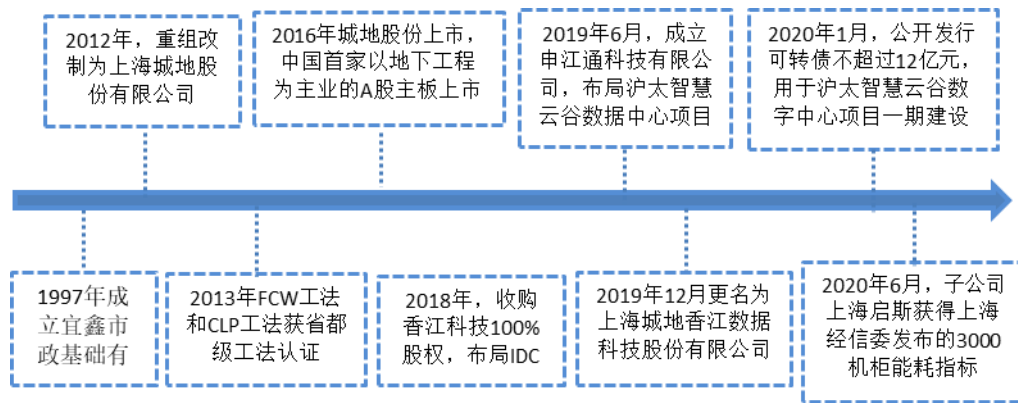 2012年，重组改
制为上海城地股
份有限公司
2016年城地股份上市，
中国首家以地下工程
为主业的A股主板上市
2019年6月，成立
申江通科技有限公
司，布局沪太智慧
云谷数据中心项目
2020年1月，公开发行
可转债不超过12亿元，
用于沪太智慧云谷数
字中心项目一期建设
1997年成
立宜鑫市
政基础有
2013年FCW工法
和CLP工法获省都
级工法认证
2018年，收购
香江科技100%
股权，布局IDC
2019年12月更名为
上海城地香江数据
科技股份有限公司
2020年6月，子公司
上海启斯获得上海
经信委发布的3000
机柜能耗指标